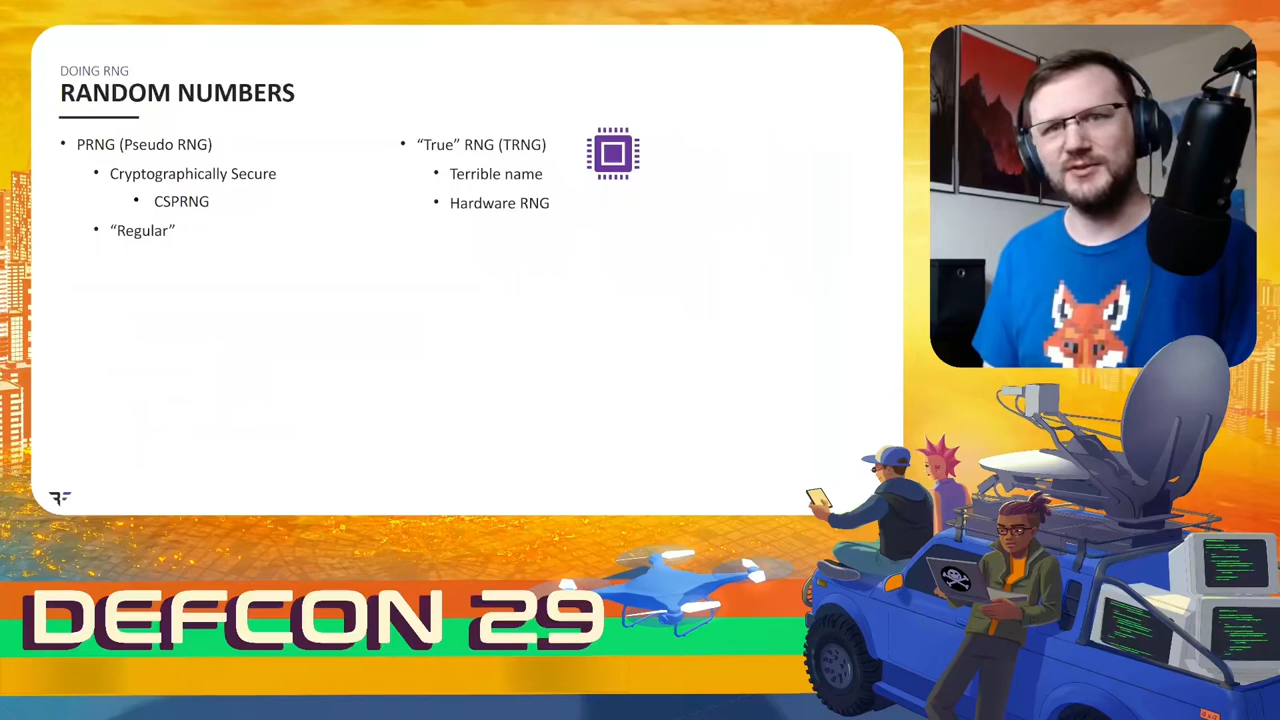 DOING RNG
RANDOM NUMBERS
• PRNG (Pseudo RNG)
• Cryptographically Secure
• CSPRNG
• “Regular”
• “True” RNG (TRNG)
• Terrible name
• Hardware RNG
DEFCON 29